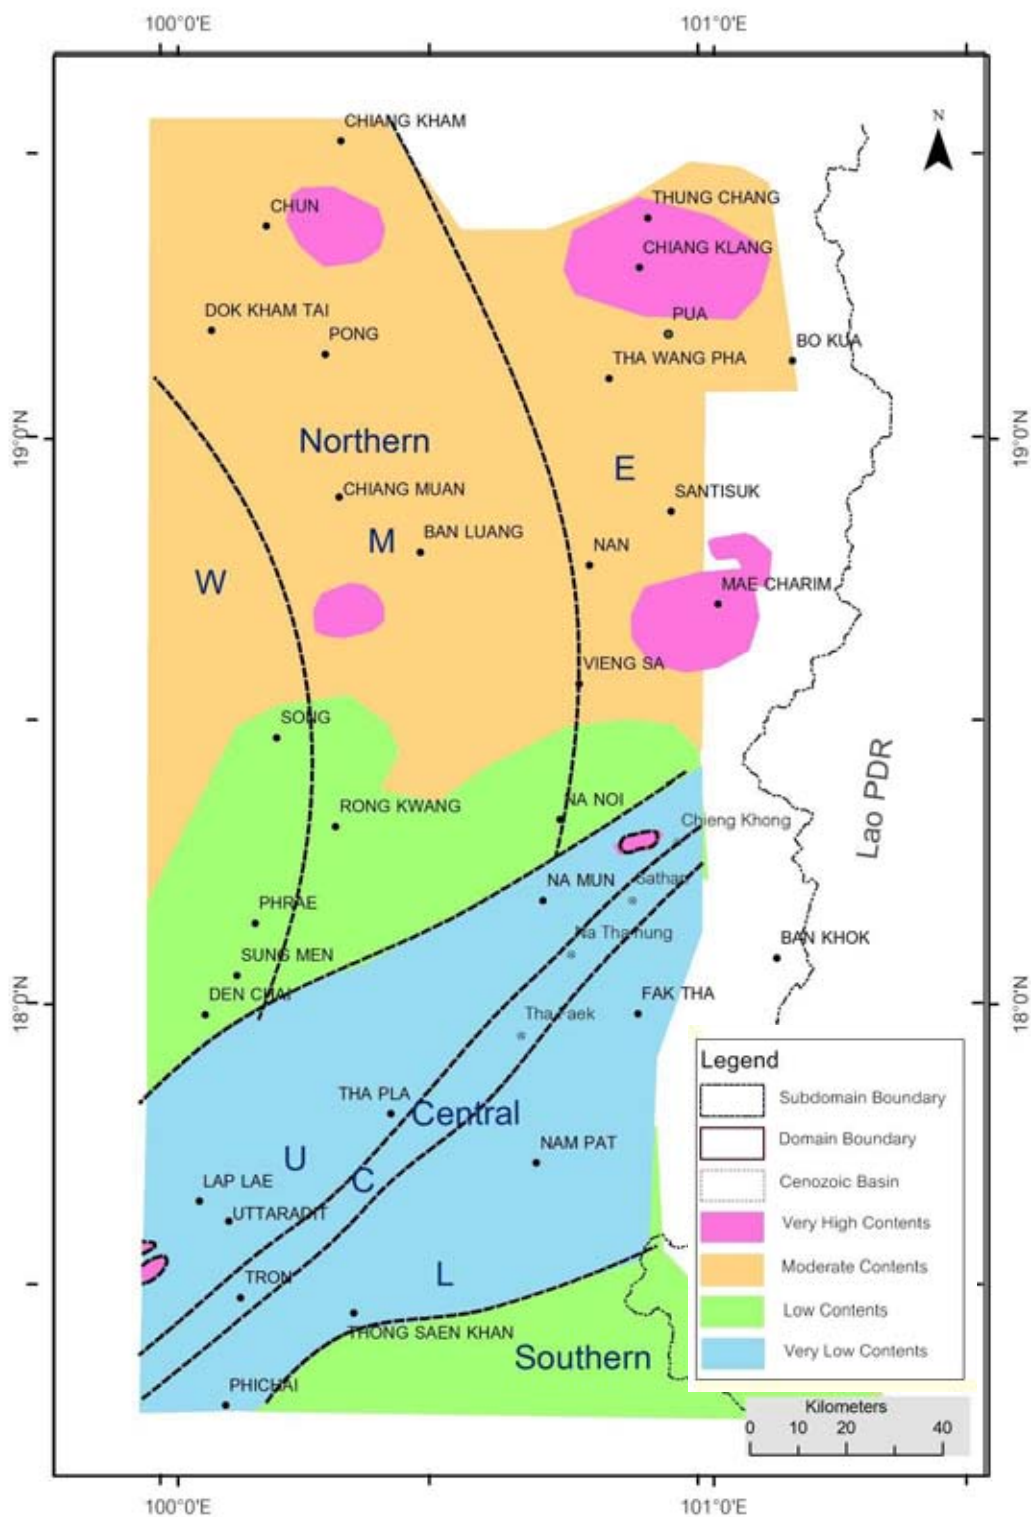 100°0'E
101°0'E
N
CHIANG KHAM
THUNG CHANG
CHUN
CHIANG KLANG
DOK KHAM TAI
PUA
PONG
BO KUA
THA WANG PHA
19°0'N
19°0'N
Northern
E
CHIANG MUAN
SANTISUK
M
BAN LUANG
NAN
W
MAE CHARIM
VIENG SA
SONG
Lao PDR
RONG KWANG
NA NOI
Chieng Khong
NA MUN
Sathan
PHRAE
Na Thanung
SUNG MEN
BAN KHOK
DEN CHAI
FAK THA
18°0'N
18°0'N
Tha Faek
THA PLA
Central
NAM PAT
U
C
LAP LAE
UTTARADIT
TRON
L
THONG SAEN KHAN
Southern
PHICHAI
Legend
Subdomain Boundary
Domain Boundary
Cenozoic Basin
Very High Contents
Moderate Contents
Low Contents
Very Low Contents
Kilometers
0 10 20 40
100°0'E
101°0'E